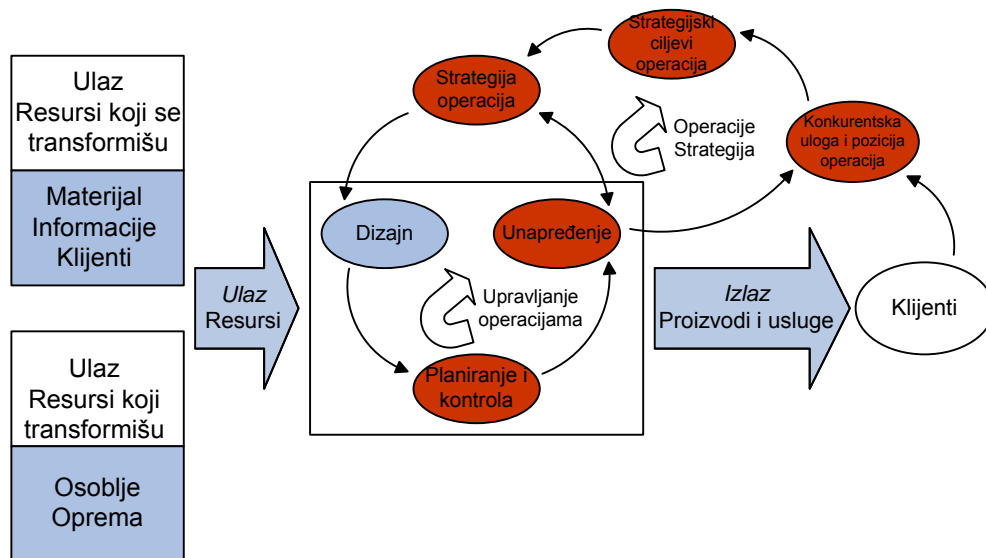 Ulaz
Resursi koji se
transformišu
Materijal
Informacije
Klijenti
Ulaz
Resursi koji
transformišu
Osoblje
Oprema
Ulaz
Resursi
Strategijski
ciljevi
operacija
Strategija
operacija
Operacije
Strategija
Konkurentska
uloga i pozicija
operacija
Dizajn
Unapređenje
Upravljanje
operacijama
Planiranje i
kontrola
Izlaz
Proizvodi i usluge
Klijenti